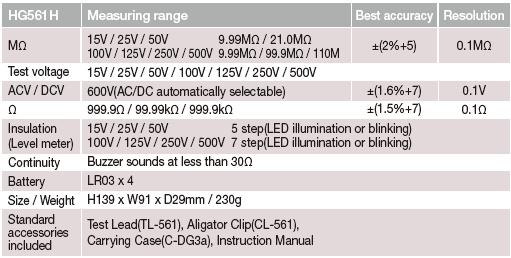 HG561H Measuring range Best accuracy Resolution
MΩ 15V / 25V / 50V 9.99MΩ / 21.0MΩ ±(2%+5) 0.1MΩ
100V / 125V / 250V / 500V 9.99MΩ / 99.9MΩ / 110M
Test voltage 15V / 25V / 50V / 100V / 125V / 250V / 500V
ACV / DCV 600V(AC/DC automatically selectable) ±(1.6%+7) 0.1V
Ω 999.9Ω / 99.99kΩ / 999.9kΩ ±(1.5%+7) 0.1Ω
Insulation 15V / 25V / 50V 5 step(LED illumination or blinking)
(Level meter) 100V / 125V / 250V / 500V 7 step(LED illumination or blinking)
Continuity Buzzer sounds at less than 30Ω
Battery LR03 x 4
Size / Weight H139 x W91 x D29mm / 230g
Standard
accessories
included
Test Lead(TL-561), Aligator Clip(CL-561),
Carrying Case(C-DG3a), Instruction Manual